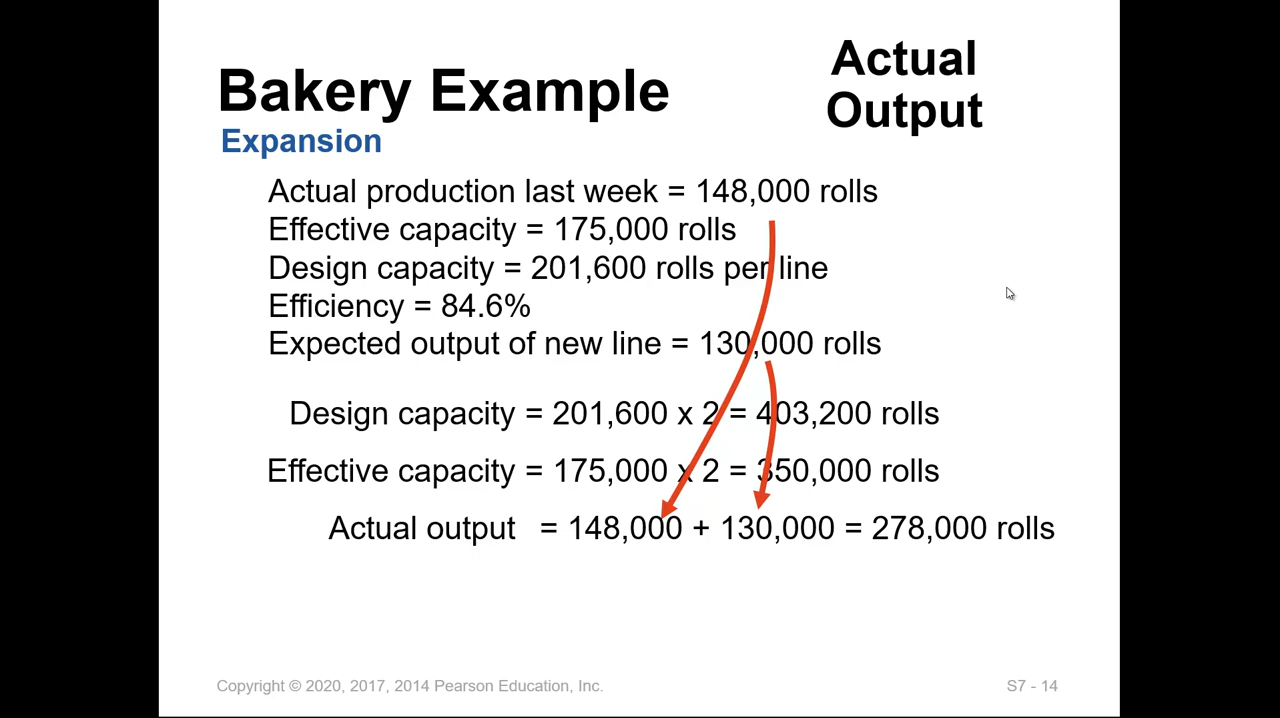 Bakery Example
Actual
Output
Expansion
Actual production last week = 148,000 rolls
Effective capacity = 175,000 rolls
Design capacity = 201,600 rolls per line
Efficiency = 84.6%
Expected output of new line = 130,000 rolls
Design capacity = 201,600 x 2 = 403,200 rolls
Effective capacity = 175,000 x 2 = 350,000 rolls
Actual output = 148,000 + 130,000 = 278,000 rolls
Copyright © 2020, 2017, 2014 Pearson Education, Inc.
S7 - 14